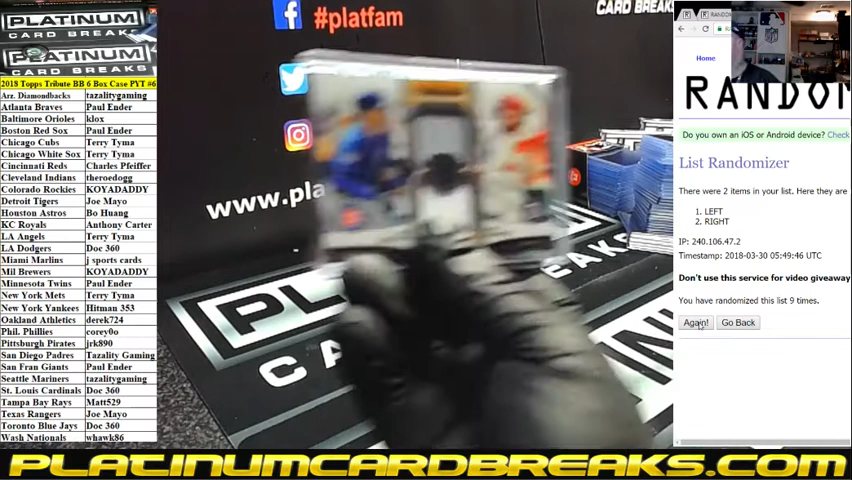 PLATINUM
CARD BREAKS
PLATINUM
CARD BREAKS
2018 Topps Tribute BB 6 Box Case PYT #6
Arz. Diamondbacks tazalitygaming
Atlanta Braves Paul Ender
Baltimore Orioles klox
Boston Red Sox Paul Ender
Chicago Cubs Terry Tyma
Chicago White Sox Terry Tyma
Cincinnati Reds Charles Pfeiffer
Cleveland Indians theroedogg
Colorado Rockies KOYADADDY
Detroit Tigers Joe Mayo
Houston Astros Bo Huang
KC Royals Anthony Carter
LA Angels Terry Tyma
LA Dodgers Doc 360
Miami Marlins j sports cards
Mil Brewers KOYADADDY
Minnesota Twins Paul Ender
New York Mets Terry Tyma
New York Yankees Hitman 353
Oakland Athletics derek724
Phil. Phillies corey0o
Pittsburgh Pirates jrk890
San Diego Padres Tazality Gaming
San Fran Giants Paul Ender
Seattle Mariners tazalitygaming
St. Louis Cardinals Doc 360
Tampa Bay Rays Matt529
Texas Rangers Joe Mayo
Toronto Blue Jays Doc 360
Wash Nationals whawk86
#platfam
CARD BREAKS
www.pla
PL
CA
EAKS
IN
Home
RANDO
Do you own an iOS or Android device? Check
List Randomizer
There were 2 items in your list. Here they are
1. LEFT
2. RIGHT
IP: 240.106.47.2
Timestamp: 2018-03-30 05:49:46 UTC
Don't use this service for video giveaway
You have randomized this list 9 times.
Again!
Go Back
PLATINUMCARDBREAKS.COM